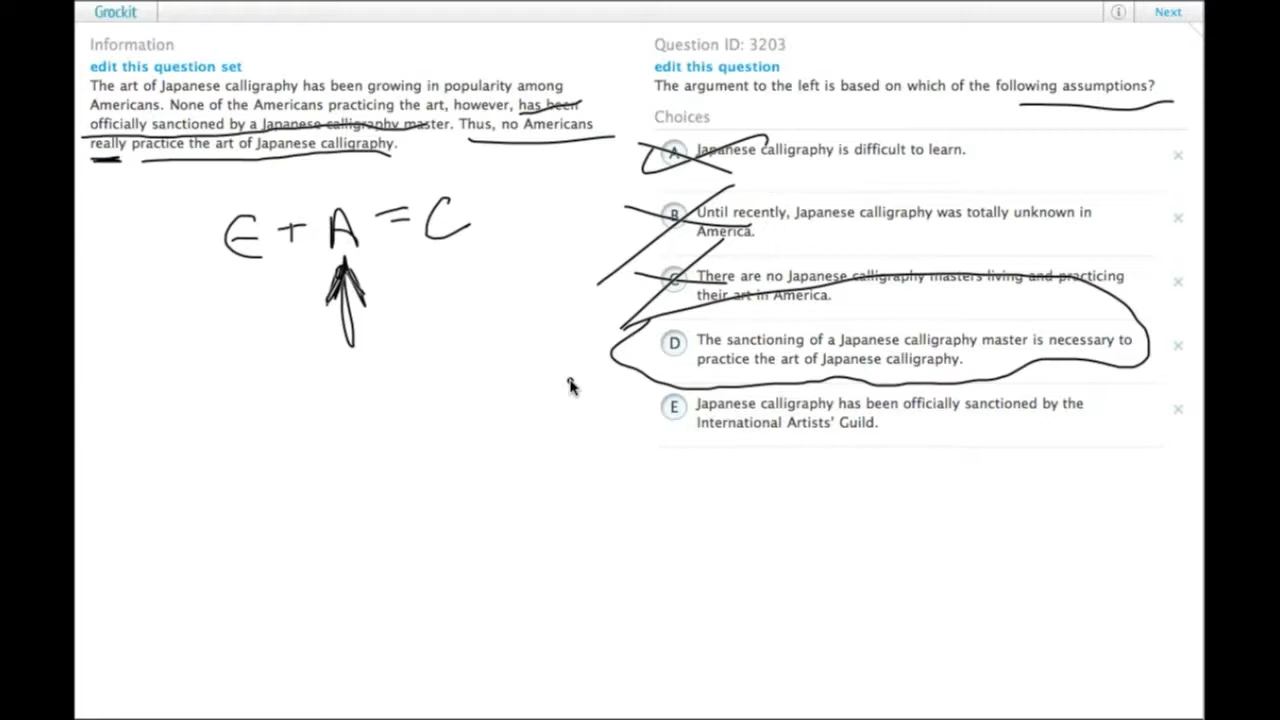 Grockit
Next
Information
edit this question set
The art of Japanese calligraphy has been growing in popularity among
Americans. None of the Americans practicing the art, however, has been
officially sanctioned by a Japanese calligraphy master. Thus, no Americans
really practice the art of Japanese calligraphy.
E + A = C
Question ID: 3203
edit this question
The argument to the left is based on which of the following assumptions?
Choices
A Japanese calligraphy is difficult to learn.
B Until recently, Japanese calligraphy was totally unknown in
America.
C There are no Japanese calligraphy masters living and practicing
their art in America.
D The sanctioning of a Japanese calligraphy master is necessary to
practice the art of Japanese calligraphy.
E Japanese calligraphy has been officially sanctioned by the
International Artists' Guild.